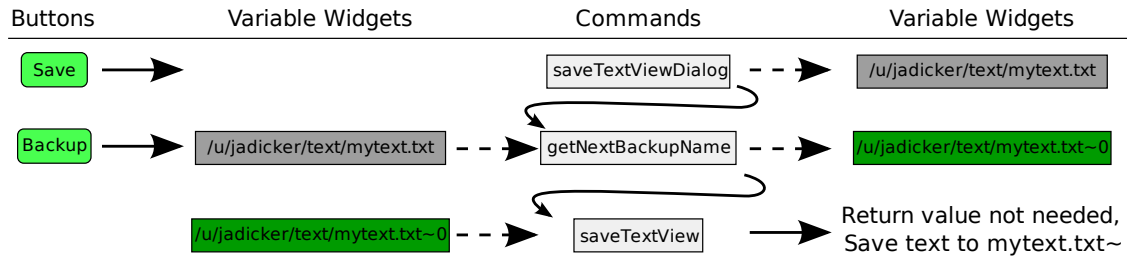 Buttons Variable Widgets Commands Variable Widgets
Save saveTextViewDialog /u/jadicker/text/mytext.txt
Backup /u/jadicker/text/mytext.txt getNextBackupName /u/jadicker/text/mytext.txt~0
/u/jadicker/text/mytext.txt~0 saveTextView Return value not needed,
Save text to mytext.txt~